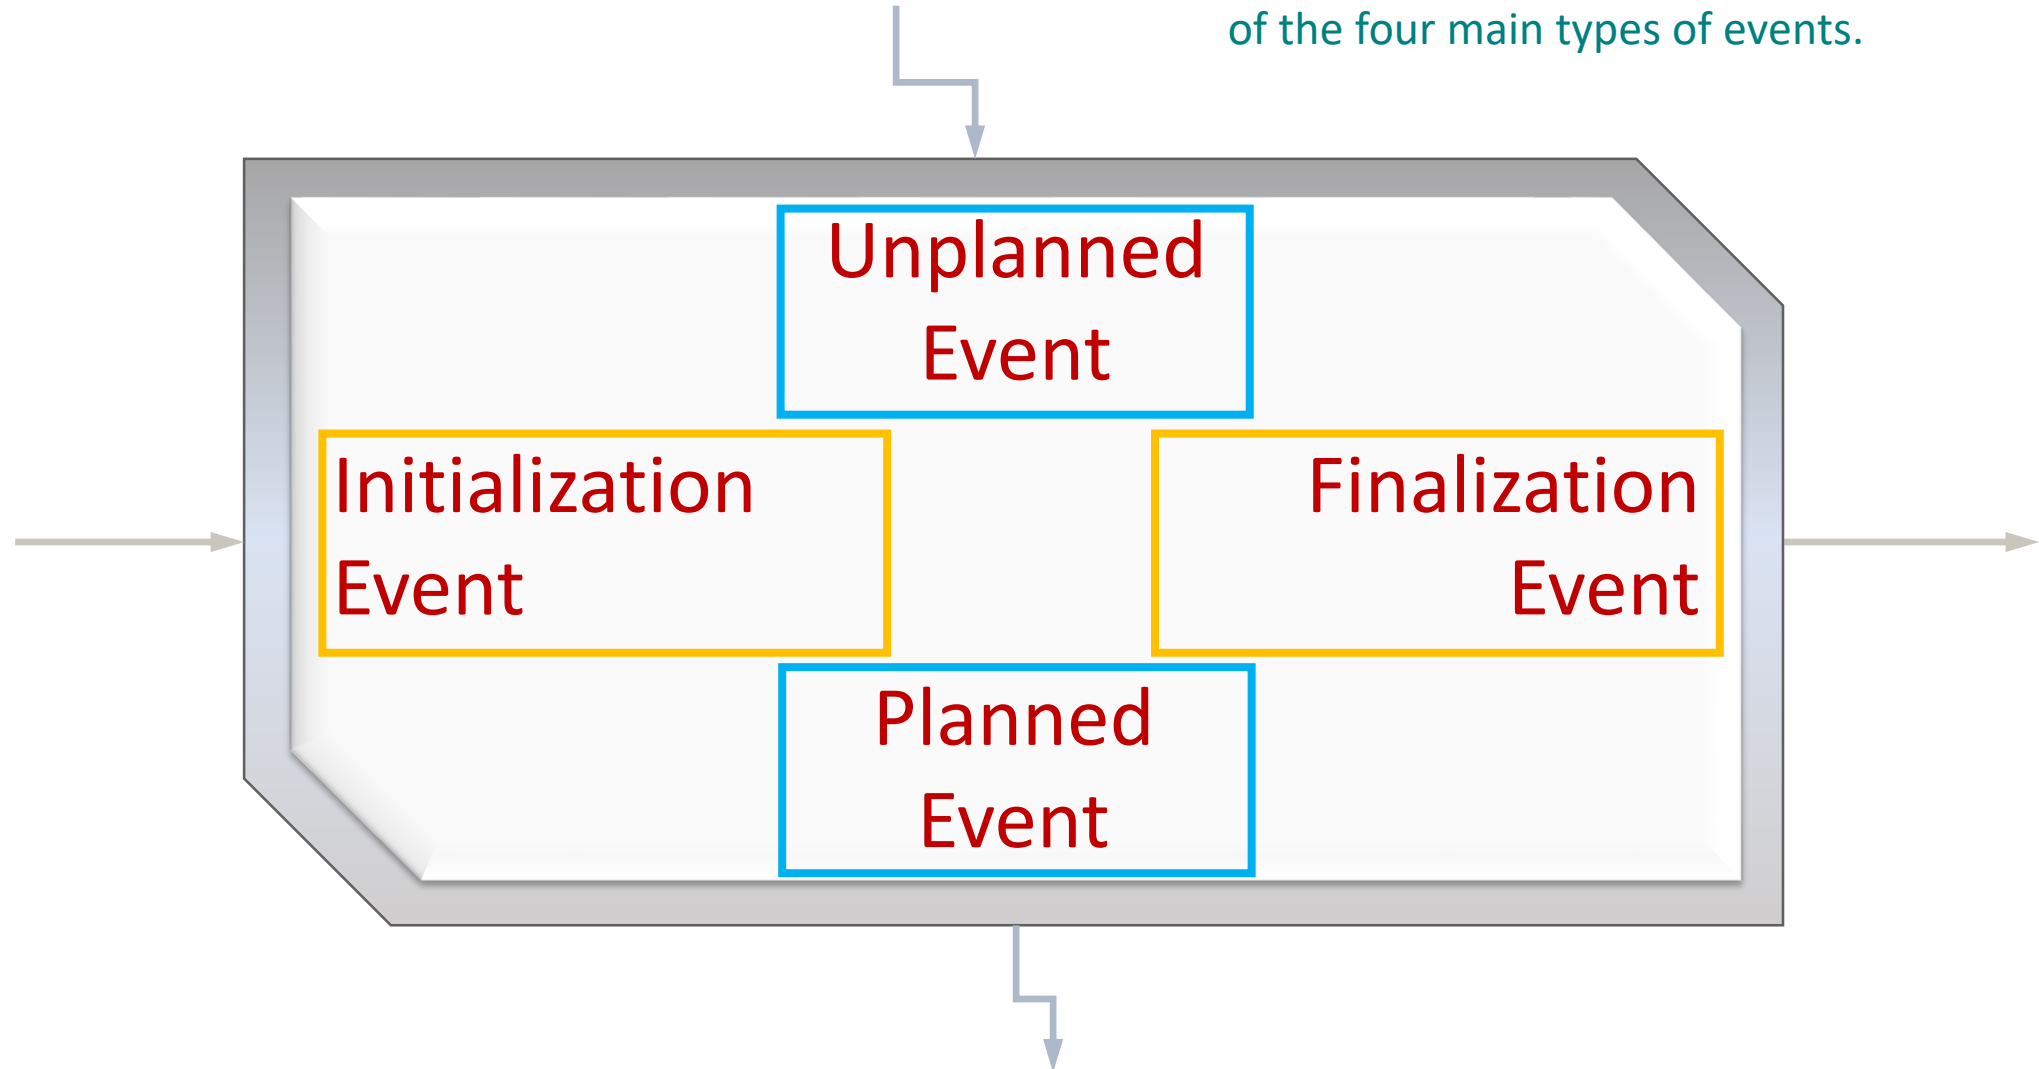 of the four main types of events.
Unplanned
Event
Initialization
Event
Finalization
Event
Planned
Event